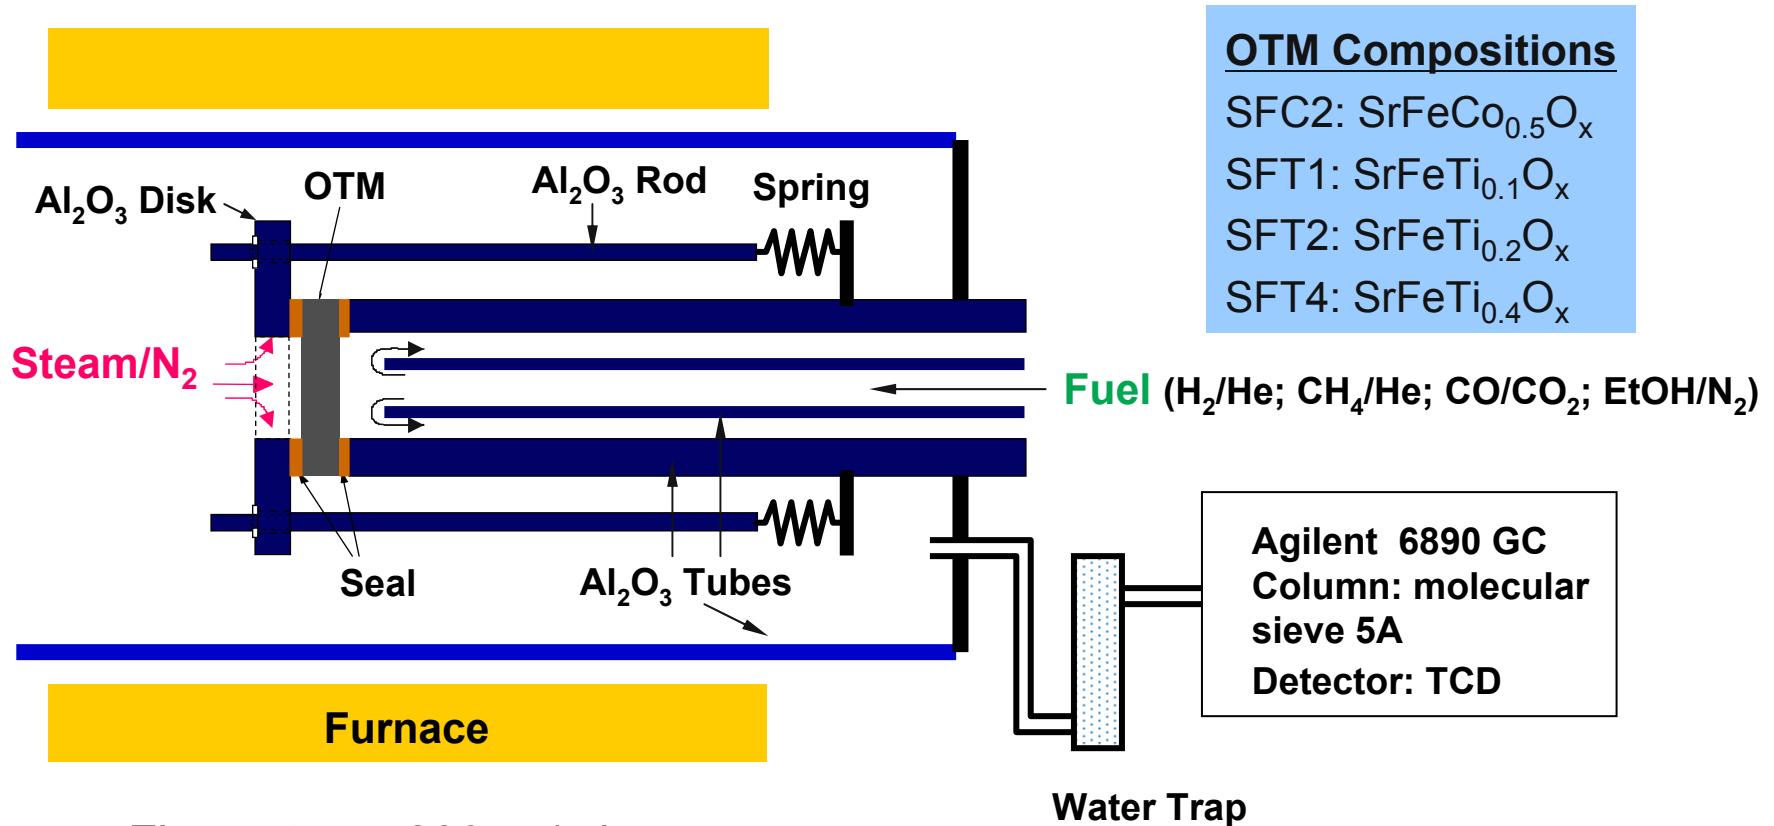 OTM Compositions
SFC2: SrFeCo0.5Ox
SFT1: SrFeTi0.1Ox
SFT2: SrFeTi0.2Ox
SFT4: SrFeTi0.4Ox
Al2O3 Disk
OTM
Al2O3 Rod
Spring
Steam/N2
Fuel (H2/He; CH4/He; CO/CO2; EtOH/N2)
Seal
Al2O3 Tubes
Agilent 6890 GC
Column: molecular
sieve 5A
Detector: TCD
Furnace
Water Trap